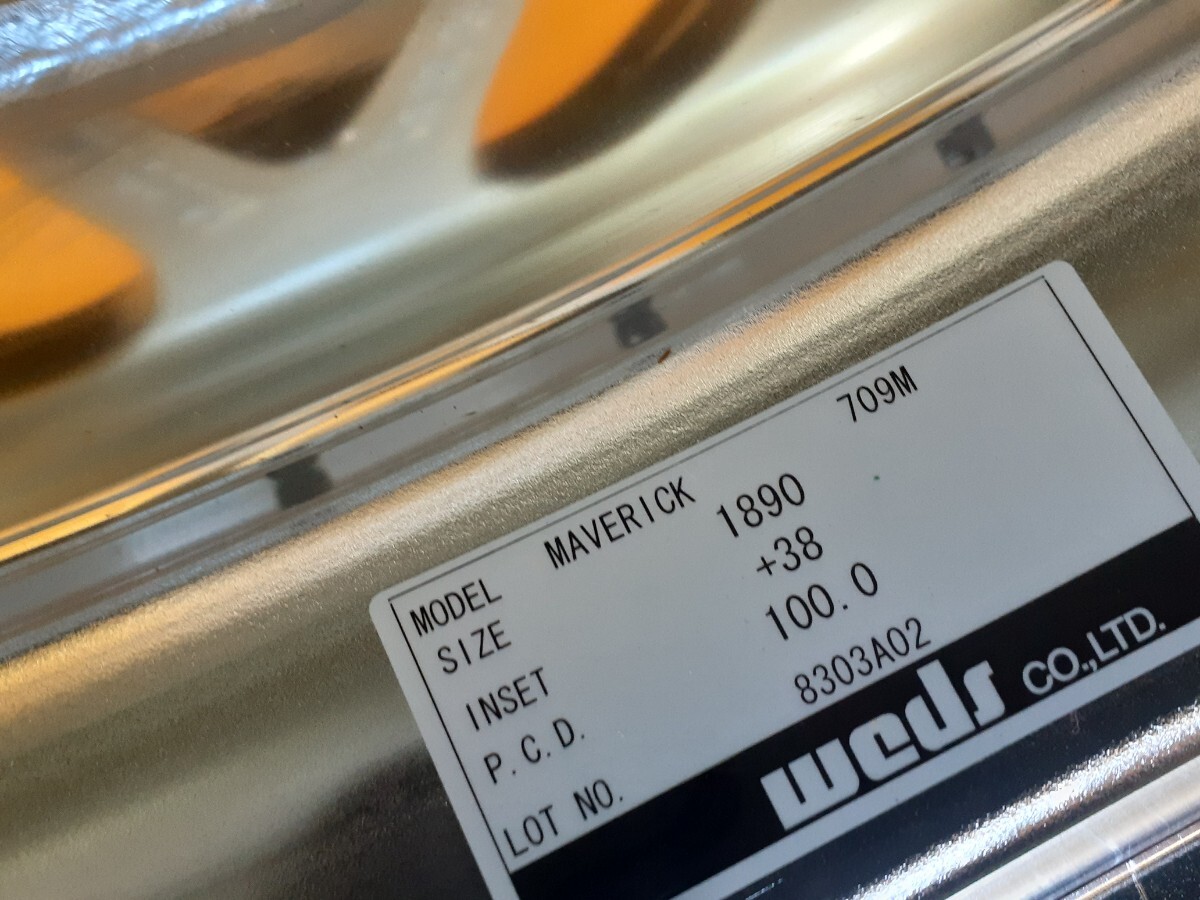 MODEL MAVERICK 709M
SIZE 1890
INSET +38
P.C.D. 100.0
LOT NO. 8303A02
weds CO.,LTD.